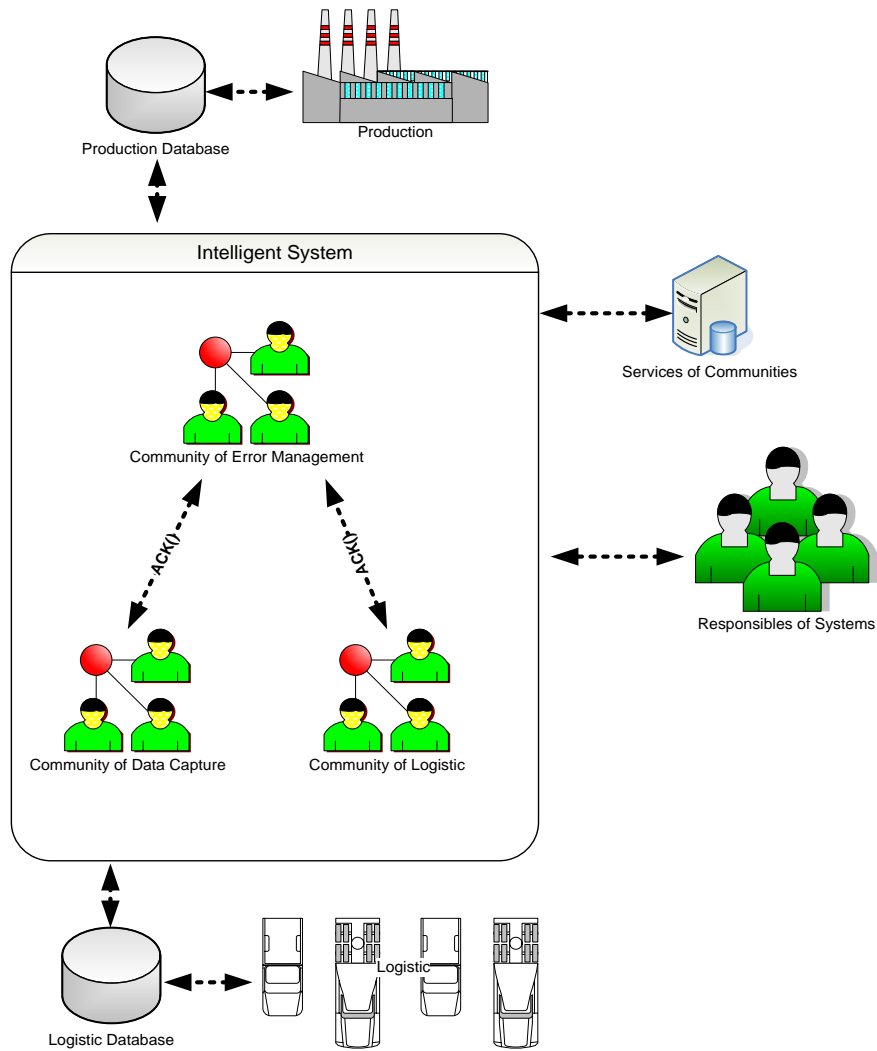 Production
Production Database
Intelligent System
Services of Communities
Community of Error Management
ACK()
ACK()
Responsibles of Systems
Community of Data Capture
Community of Logistic
Logistic
Logistic Database